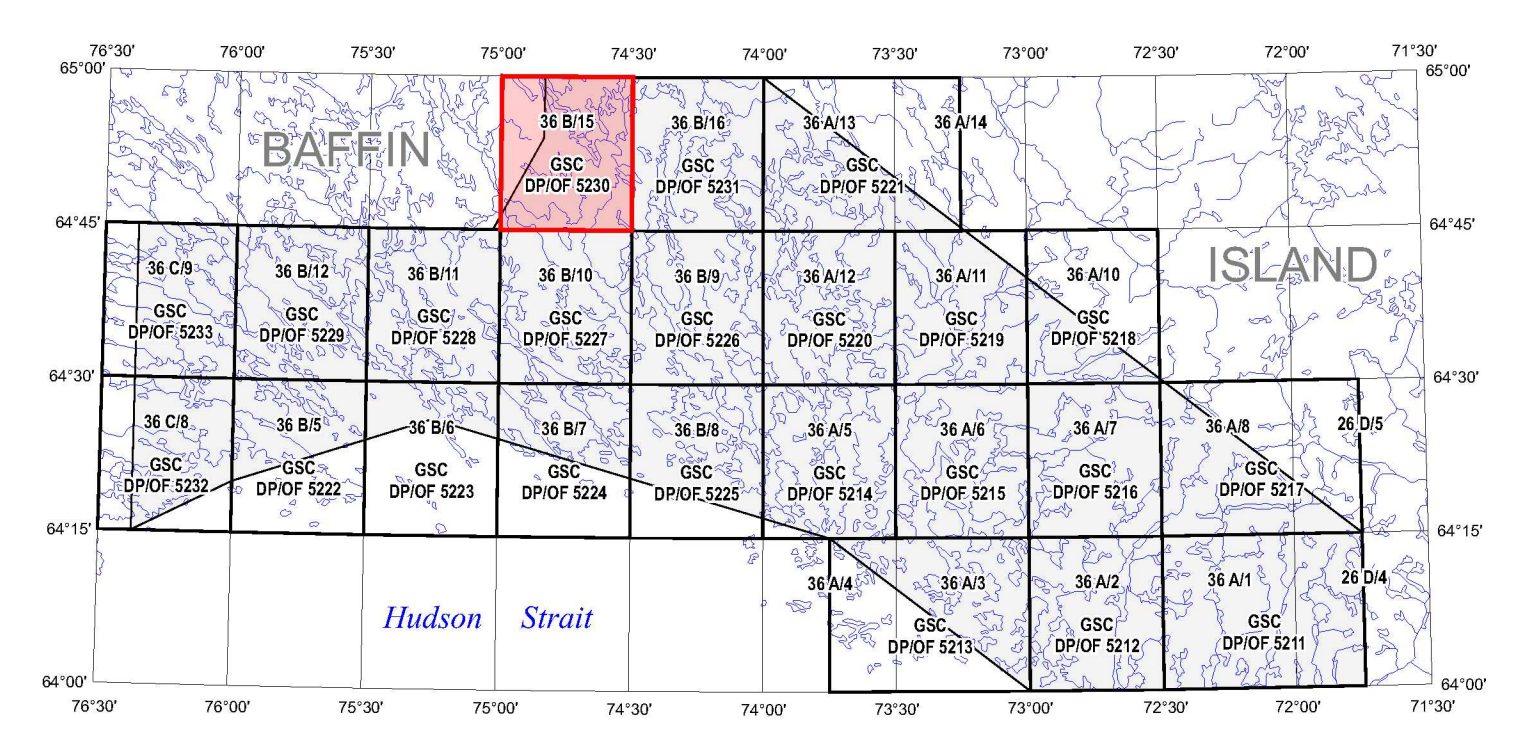 76°30' 76°00' 75°30' 75°00' 74°30' 74°00' 73°30' 73°00' 72°30' 72°00' 71°30'
65°00' 65°00'
BAFFIN
36 B/15 36 B/16 36 A/13 36 A/14
GSC GSC GSC
DP/OF 5230 DP/OF 5231 DP/OF 5221
64°45' 64°45'
ISLAND
36 C/9 36 B/12 36 B/11 36 B/10 36 B/9 36 A/12 36 A/11 36 A/10
GSC GSC GSC GSC GSC GSC GSC GSC
DP/OF 5233 DP/OF 5229 DP/OF 5228 DP/OF 5227 DP/OF 5226 DP/OF 5220 DP/OF 5219 DP/OF 5218
64°30' 64°30'
36 C/8 36 B/5 36 B/6 36 B/7 36 B/8 36 A/5 36 A/6 36 A/7 36 A/8 26 D/5
GSC GSC GSC GSC GSC GSC GSC GSC GSC
DP/OF 5232 DP/OF 5222 DP/OF 5223 DP/OF 5224 DP/OF 5225 DP/OF 5214 DP/OF 5215 DP/OF 5216 DP/OF 5217
64°15' 64°15'
36 A/4 36 A/3 36 A/2 36 A/1 26 D/4
Hudson Strait
GSC GSC GSC
DP/OF 5213 DP/OF 5212 DP/OF 5211
64°00' 64°00'
76°30' 76°00' 75°30' 75°00' 74°30' 74°00' 73°30' 73°00' 72°30' 72°00' 71°30'